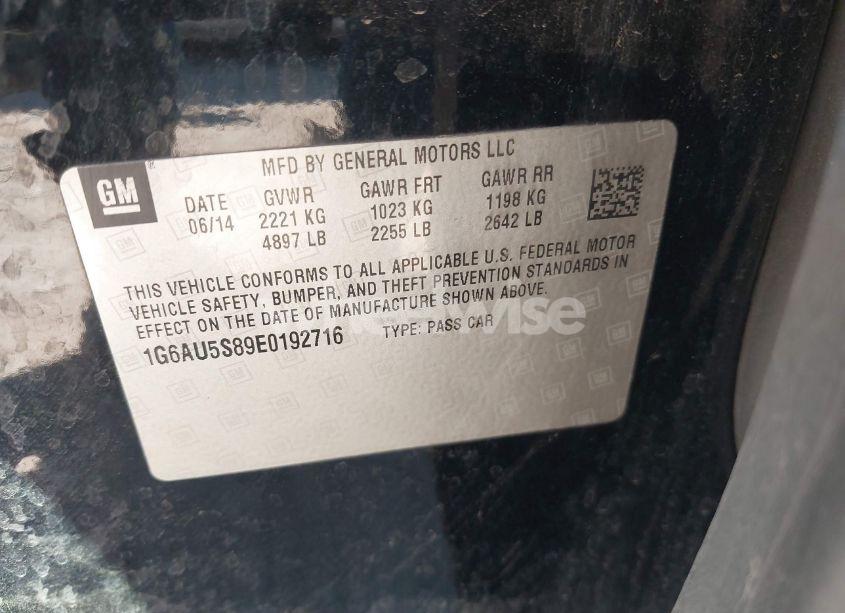 MFD BY GENERAL MOTORS LLC
GM
DATE GVWR GAWR FRT GAWR RR
06/14 2221 KG 1023 KG 1198 KG
4897 LB 2255 LB 2642 LB
THIS VEHICLE CONFORMS TO ALL APPLICABLE U.S. FEDERAL MOTOR
VEHICLE SAFETY, BUMPER, AND THEFT PREVENTION STANDARDS IN
EFFECT ON THE DATE OF MANUFACTURE SHOWN ABOVE.
1G6AU5S89E0192716 TYPE: PASS CAR